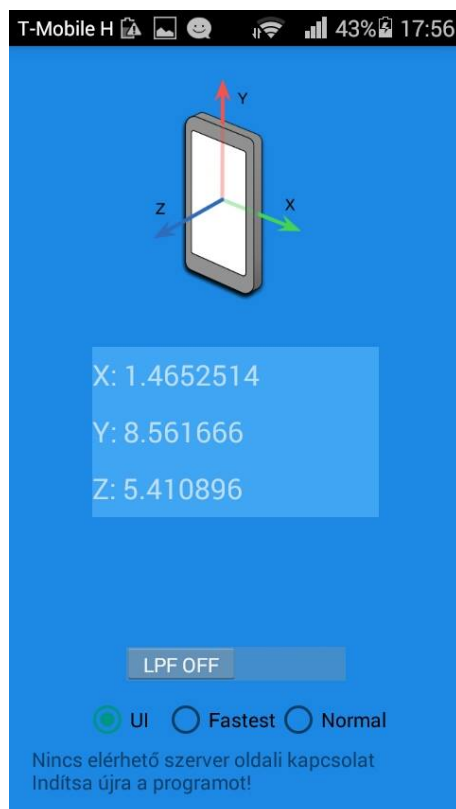 T-Mobile H 43% 17:56
Y
Z X
X: 1.4652514
Y: 8.561666
Z: 5.410896
LPF OFF
UI Fastest Normal
Nincs elérhető szerver oldali kapcsolat
Indítsa újra a programot!